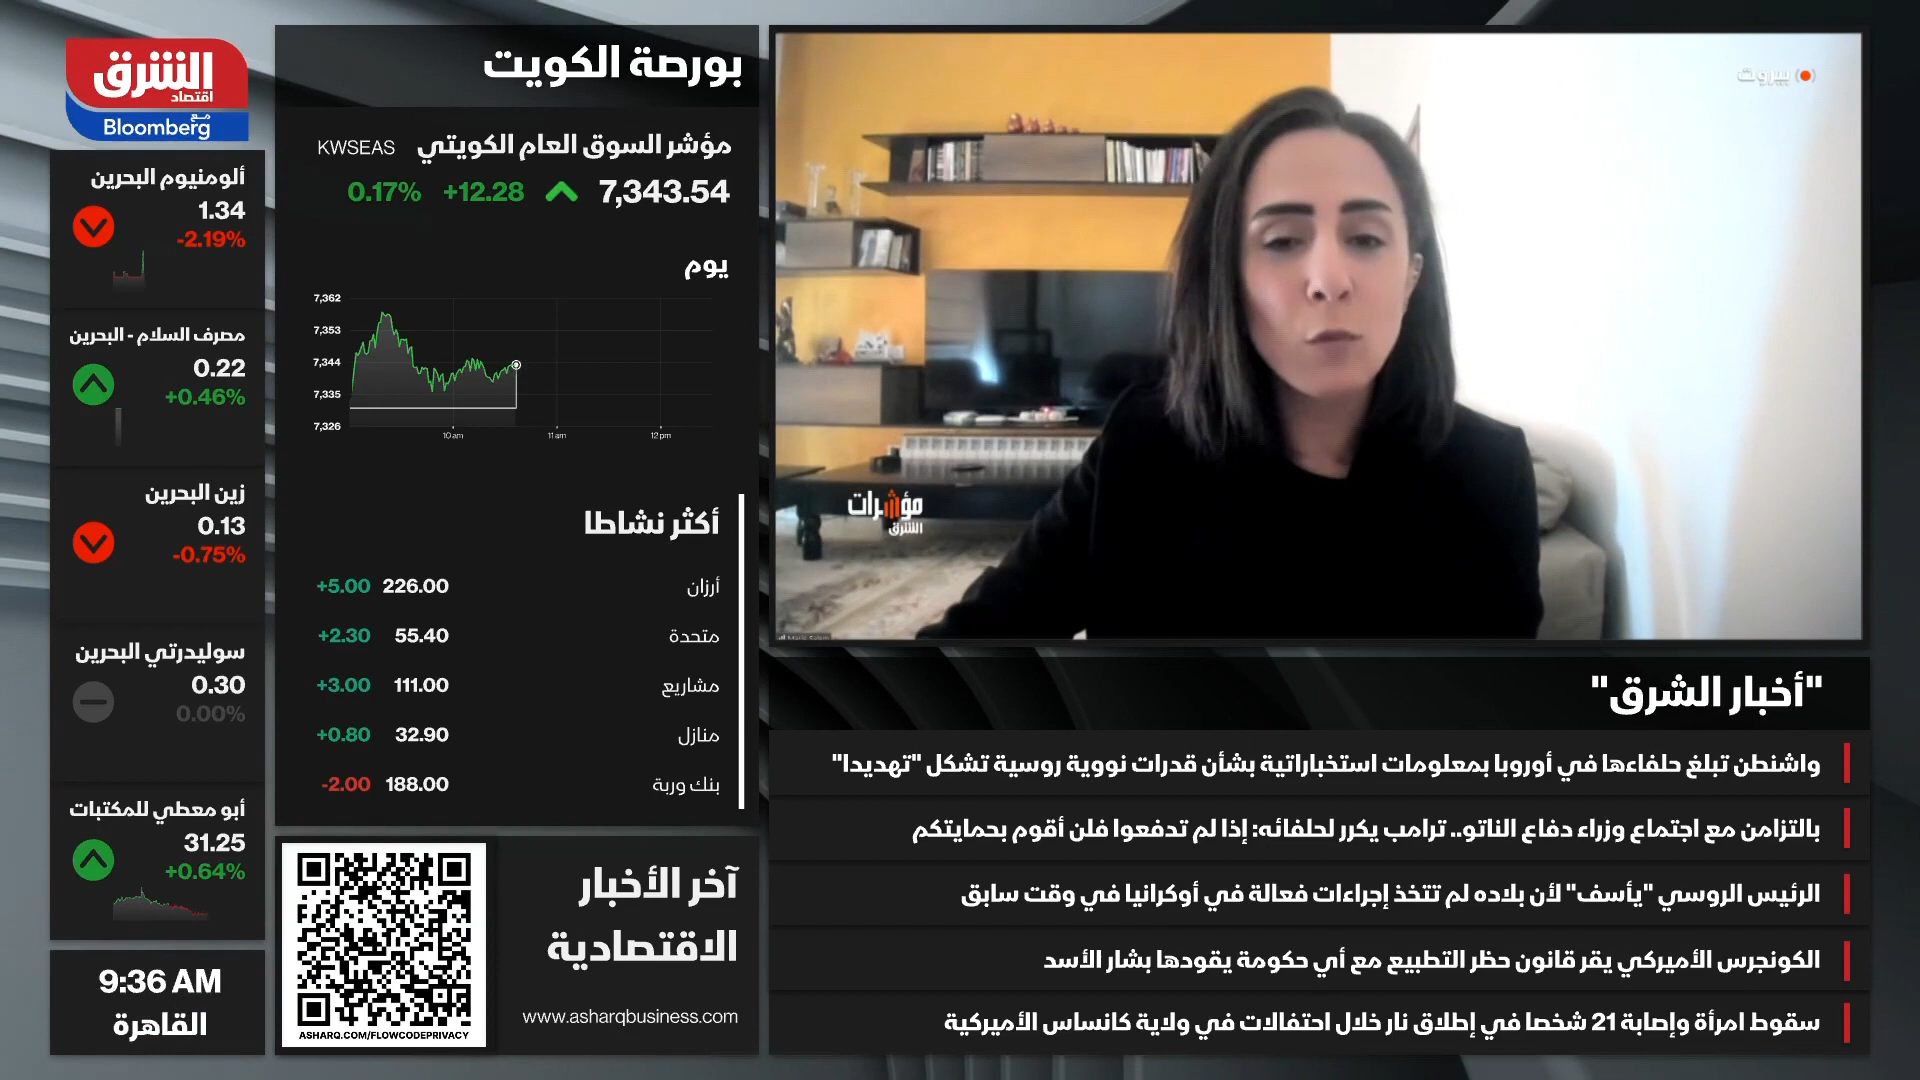 الشرق
اقتصاد
مع
Bloomberg
ألومنيوم البحرين
1.34
-2.19%
مصرف السلام - البحرين
0.22
+0.46%
زين البحرين
0.13
-0.75%
سوليدرتي البحرين
0.30
0.00%
أبو معطي للمكتبات
31.25
+0.64%
9:36 AM
القاهرة
بورصة الكويت
مؤشر السوق العام الكويتي KWSEAS
7,343.54 +12.28 0.17%
يوم
7,362
7,353
7,344
7,335
7,326
10 am 11 am 12 pm
أكثر نشاطا
أرزان 226.00 +5.00
متحدة 55.40 +2.30
مشاريع 111.00 +3.00
منازل 32.90 +0.80
بنك وربة 188.00 -2.00
آخر الأخبار
الاقتصادية
www.asharqbusiness.com
ASHARQ.COM/FLOWCODEPRIVACY
بيروت
مؤشرات
الشرق
"أخبار الشرق"
واشنطن تبلغ حلفاءها في أوروبا بمعلومات استخباراتية بشأن قدرات نووية روسية تشكل "تهديدا"
بالتزامن مع اجتماع وزراء دفاع الناتو.. ترامب يكرر لحلفائه: إذا لم تدفعوا فلن أقوم بحمايتكم
الرئيس الروسي "يأسف" لأن بلاده لم تتخذ إجراءات فعالة في أوكرانيا في وقت سابق
الكونجرس الأميركي يقر قانون حظر التطبيع مع أي حكومة يقودها بشار الأسد
سقوط امرأة وإصابة 21 شخصا في إطلاق نار خلال احتفالات في ولاية كانساس الأميركية